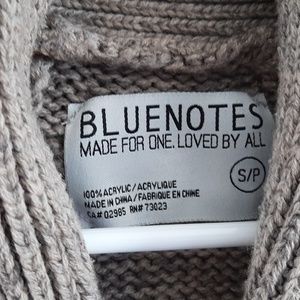 BLUENOTES
MADE FOR ONE. LOVED BY ALL
S/P
100% ACRYLIC/ACRYLIQUE
MADE IN CHINA/FABRIQUE EN CHINE
CA# 02985 RN# 73023